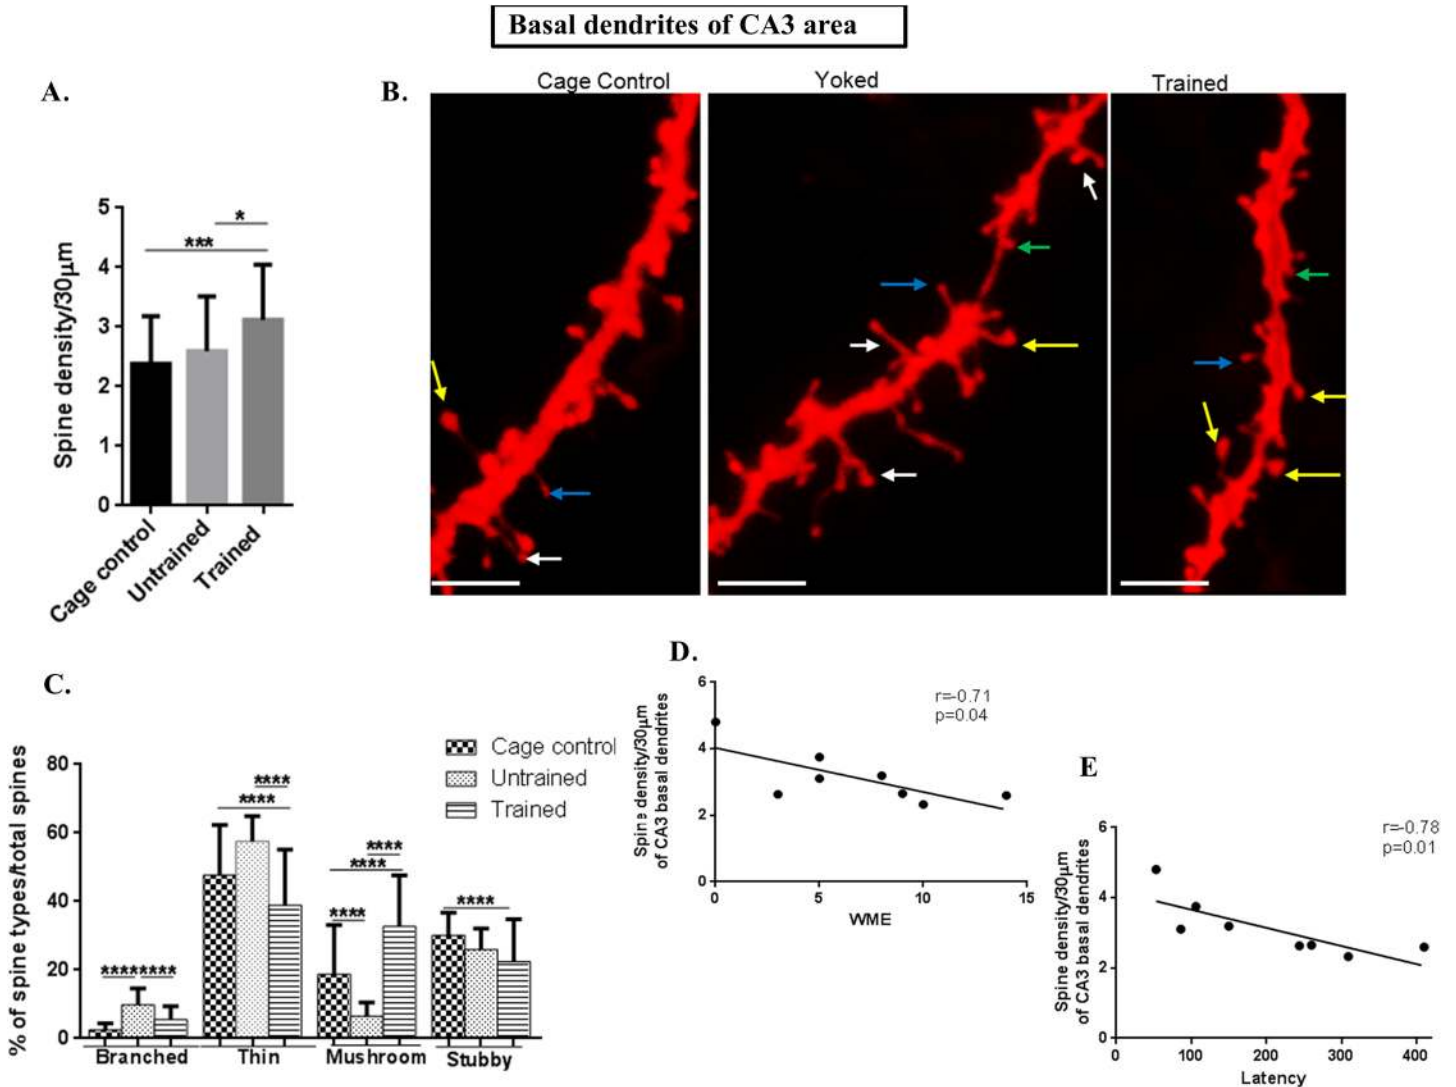 Basal dendrites of CA3 area
A.
Spine density/30µm
5
4
3
2
1
0
*
***
Cage control
Untrained
Trained
B.
Cage Control
Yoked
Trained
C.
% of spine types/total spines
80
60
40
20
0
********
****
****
****
****
****
****
Branched
Thin
Mushroom
Stubby
Cage control
Untrained
Trained
D.
Spine density/30µm
of CA3 basal dendrites
6
4
2
0
0
5
10
15
WME
r=-0.71
p=0.04
E
Spine density/30µm
of CA3 basal dendrites
6
4
2
0
0
100
200
300
400
Latency
r=-0.78
p=0.01